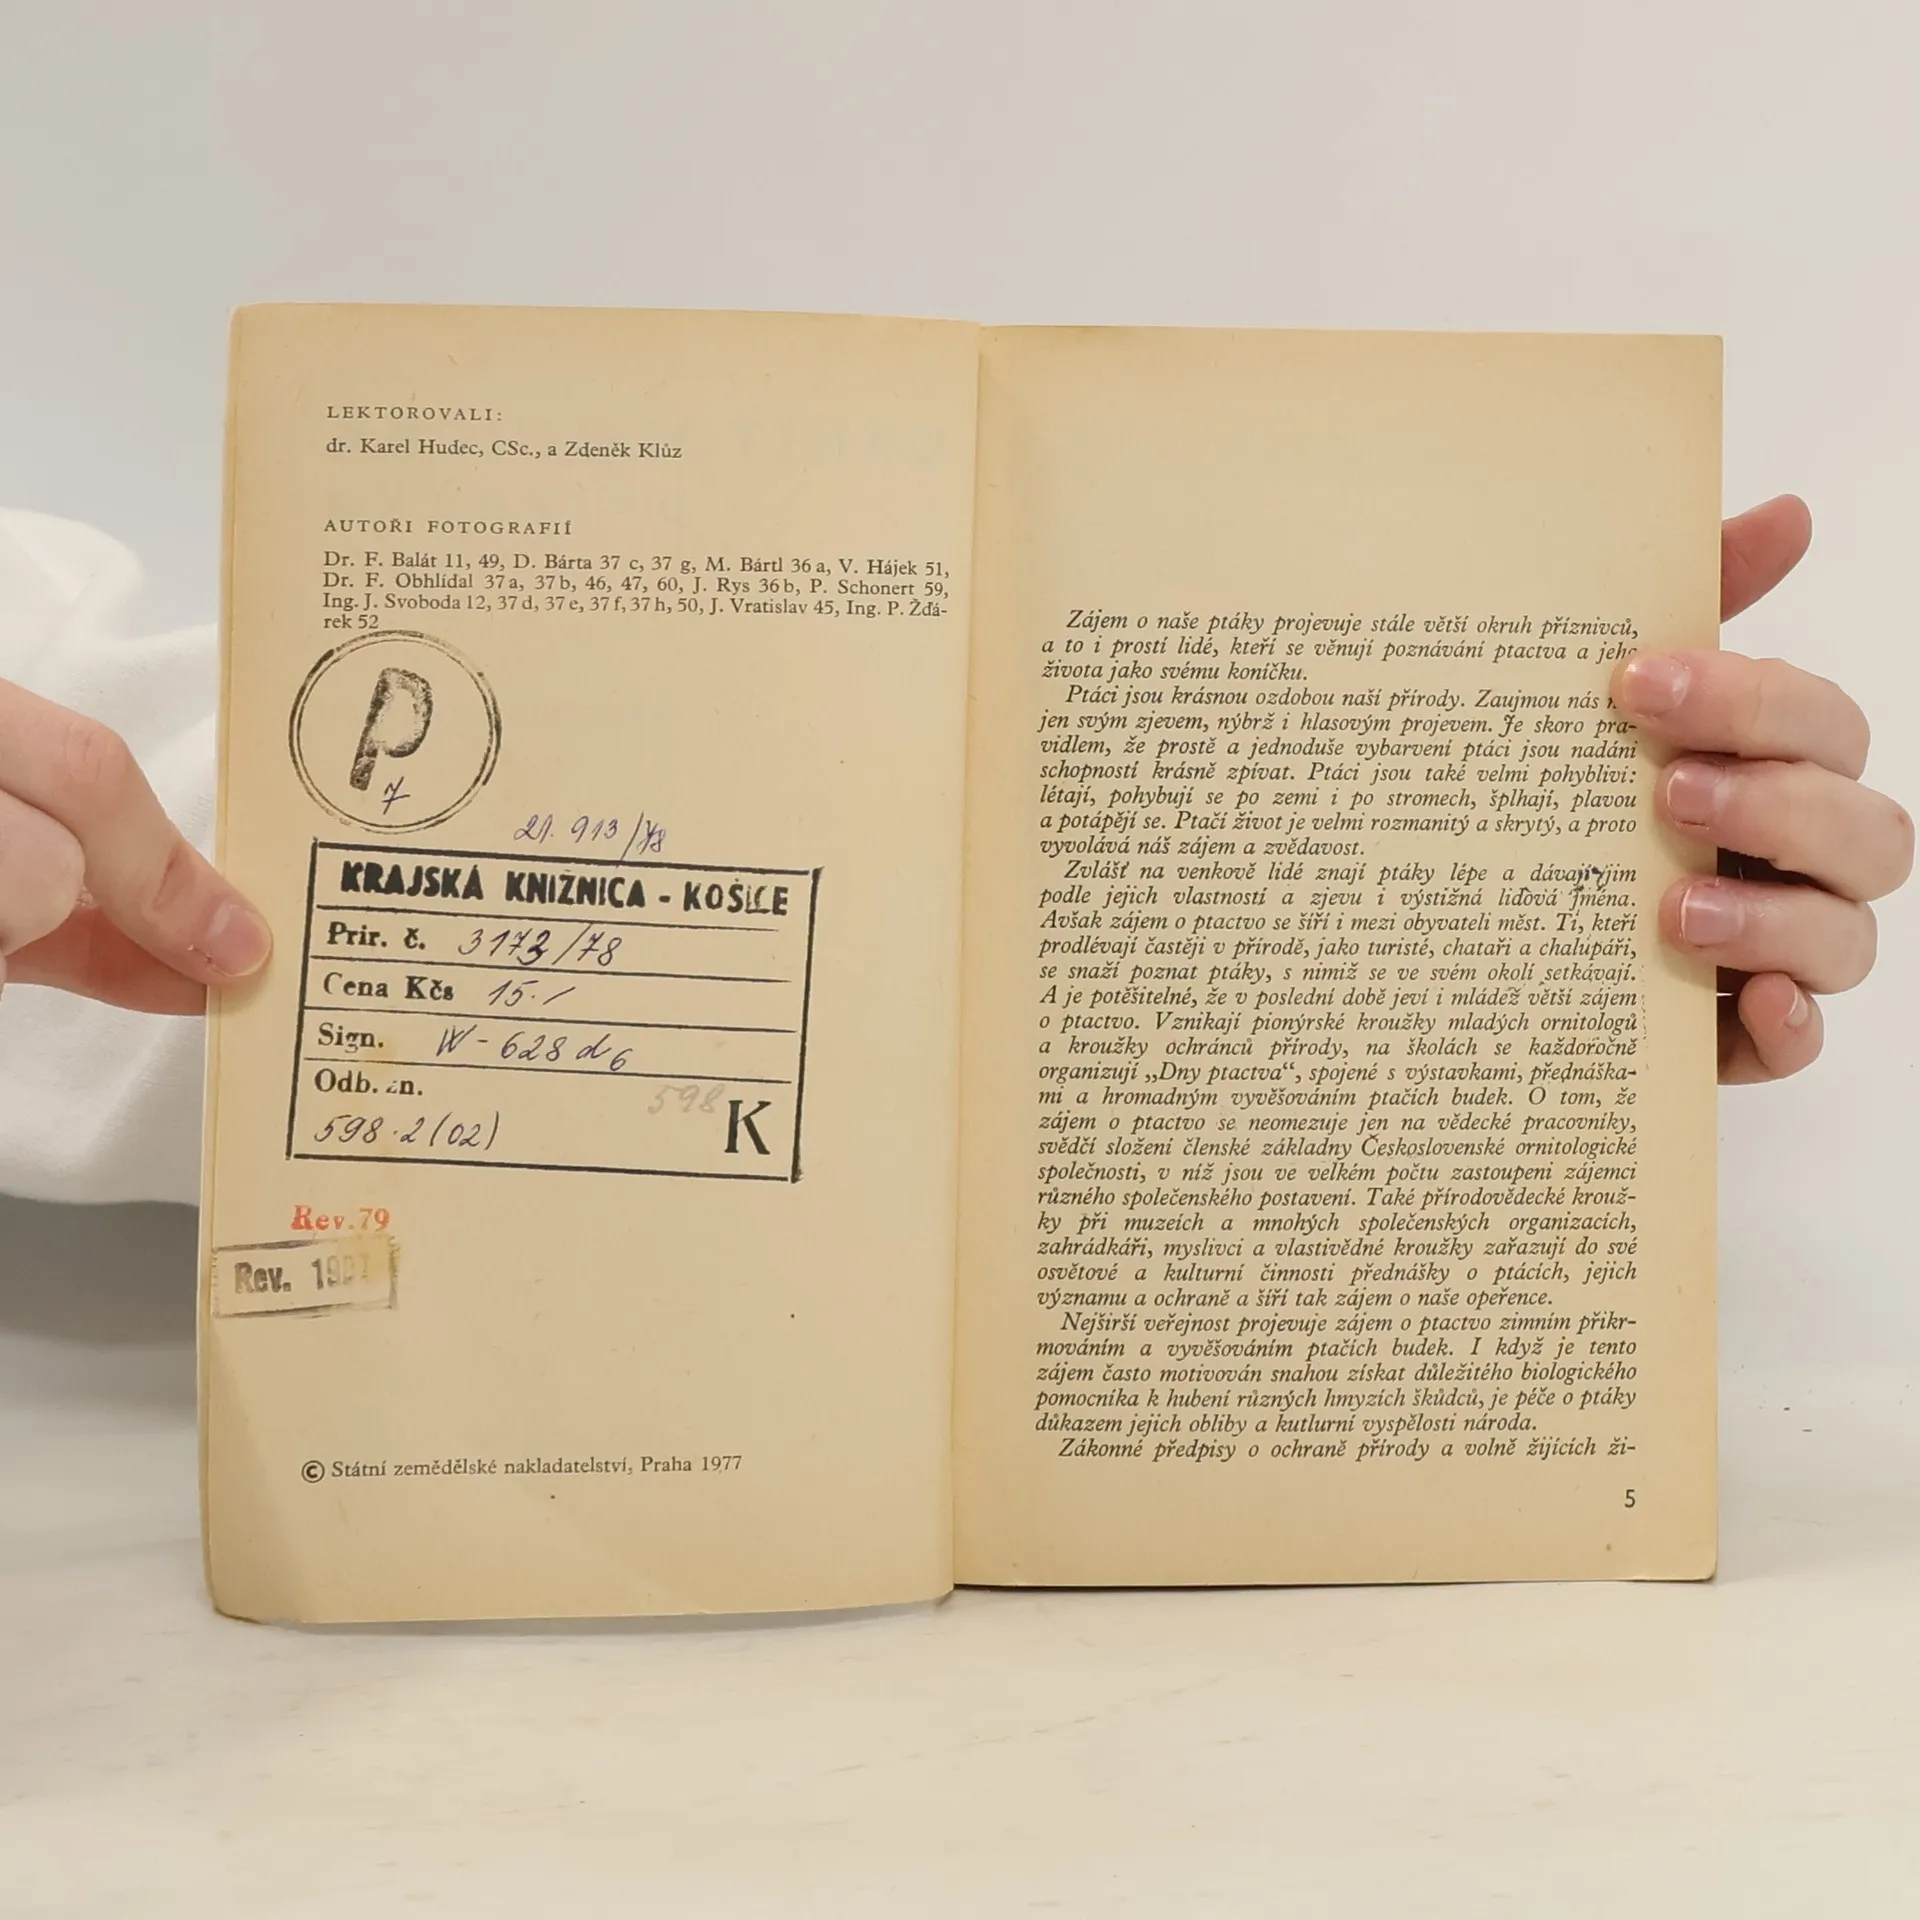 LEKTOROVALI:
dr. Karel Hudec, CSc., a Zdeněk Klůz
AUTOŘI FOTOGRAFIÍ
Dr. F. Balát 11, 49, D. Bárta 37 c, 37 g, M. Bártl 36 a, V. Hájek 51,
Dr. F. Obhlídal 37 a, 37 b, 46, 47, 60, J. Rys 36 b, P. Schonert 59,
Ing. J. Svoboda 12, 37 d, 37 e, 37 f, 37 h, 50, J. Vratislav 45, Ing. P. Žďá-
rek 52
P
7
21. 913/78
KRAJSKÁ KNIŽNICA - KOŠICE
Prir. č. 3173/78
Cena Kčs 15.-
Sign. W - 628 d6
Odb. zn.
598
598.2(02)
K
Rev. 79
Rev.
© Státní zemědělské nakladatelství, Praha 1977
Zájem o naše ptáky projevuje stále větší okruh příznivců,
a to i prostí lidé, kteří se věnují poznávání ptactva a jeho
života jako svému koníčku.
Ptáci jsou krásnou ozdobou naší přírody. Zaujmou nás
jen svým zjevem, nýbrž i hlasovým projevem. Je skoro pra-
vidlem, že prostě a jednoduše vybarvení ptáci jsou nadáni
schopností krásně zpívat. Ptáci jsou také velmi pohybliví:
létají, pohybují se po zemi i po stromech, šplhají, plavou
a potápějí se. Ptačí život je velmi rozmanitý a skrytý, a proto
vyvolává náš zájem a zvědavost.
Zvlášť na venkově lidé znají ptáky lépe a dávají jim
podle jejich vlastností a zjevu i výstižná lidová jména.
Avšak zájem o ptactvo se šíří i mezi obyvateli měst. Ti, kteří
prodlévají častěji v přírodě, jako turisté, chataři a chalupáři,
se snaží poznat ptáky, s nimiž se ve svém okolí setkávají.
A je potěšitelné, že v poslední době jeví i mládež větší zájem
o ptactvo. Vznikají pionýrské kroužky mladých ornitologů
a kroužky ochránců přírody, na školách se každoročně
organizují „Dny ptactva“, spojené s výstavkami, přednáška-
mi a hromadným vyvěšováním ptačích budek. O tom, že
zájem o ptactvo se neomezuje jen na vědecké pracovníky,
svědčí složení členské základny Československé ornitologické
společnosti, v níž jsou ve velkém počtu zastoupeni zájemci
různého společenského postavení. Také přírodovědecké krouž-
ky při muzeích a mnohých společenských organizacích,
zahrádkáři, myslivci a vlastivědné kroužky zařazují do své
osvětové a kulturní činnosti přednášky o ptácích, jejich
významu a ochraně a šíří tak zájem o naše opeřence.
Nejširší veřejnost projevuje zájem o ptactvo zimním přikr-
mováním a vyvěšováním ptačích budek. I když je tento
zájem často motivován snahou získat důležitého biologického
pomocníka k hubení různých hmyzích škůdců, je péče o ptáky
důkazem jejich obliby a kutlurní vyspělosti národa.
Zákonné předpisy o ochraně přírody a volně žijících ži-
5